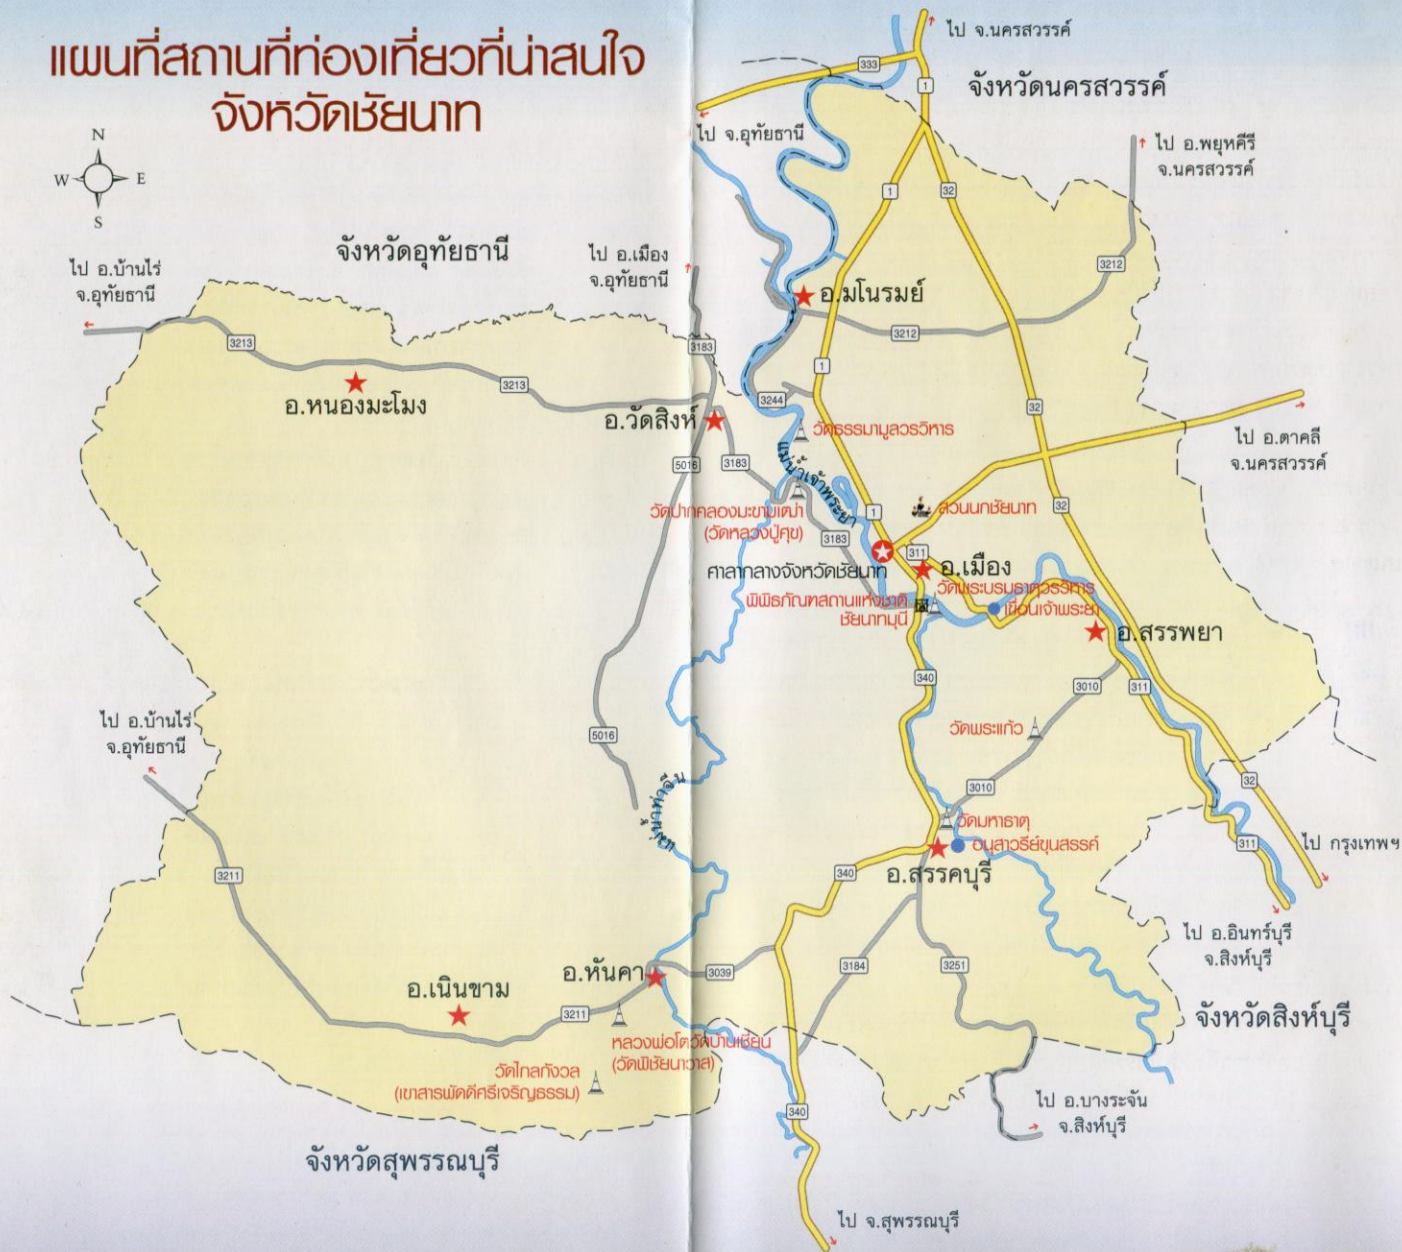 แผนที่สถานที่ท่องเที่ยวที่น่าสนใจ
จังหวัดชัยนาท
N
W
E
S
ไป จ.นครสวรรค์
333
1
จังหวัดนครสวรรค์
ไป จ.อุทัยธานี
ไป อ.พยุหคีรี
จ.นครสวรรค์
1
32
จังหวัดอุทัยธานี
ไป อ.เมือง
จ.อุทัยธานี
ไป อ.บ้านไร่
จ.อุทัยธานี
3212
อ.มโนรมย์
3213
3183
3212
1
3213
อ.หนองมะโมง
3244
32
อ.วัดสิงห์
วัดธรรมามูลวรวิหาร
ไป อ.ตาคลี
จ.นครสวรรค์
5016
3183
แม่น้ำเจ้าพระยา
วัดปากคลองมะขามเฒ่า
(วัดหลวงปู่ศุข)
1
สวนนกชัยนาท
32
3183
311
ศาลากลางจังหวัดชัยนาท
อ.เมือง
วัดพระบรมธาตุวรวิหาร
พิพิธภัณฑสถานแห่งชาติ
ชัยนาทมุนี
เขื่อนเจ้าพระยา
อ.สรรพยา
340
3010
311
ไป อ.บ้านไร่
จ.อุทัยธานี
5016
วัดพระแก้ว
แม่น้ำท่าจีน
3010
32
วัดมหาธาตุ
อนุสาวรีย์ขุนสรรค์
311
ไป กรุงเทพฯ
3211
340
อ.สรรคบุรี
ไป อ.อินทร์บุรี
จ.สิงห์บุรี
อ.หันคา
3039
3184
3251
อ.เนินขาม
3211
จังหวัดสิงห์บุรี
หลวงพ่อโตวัดบ้านเชี่ยน
(วัดพิชัยนาวาส)
วัดไกลกังวล
(เขาสารพัดดีศรีเจริญธรรม)
340
ไป อ.บางระจัน
จ.สิงห์บุรี
จังหวัดสุพรรณบุรี
ไป จ.สุพรรณบุรี